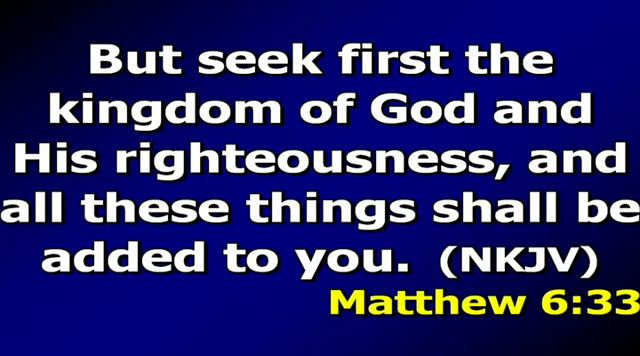 But seek first the
kingdom of God and
His righteousness, and
all these things shall be
added to you. (NKJV)
Matthew 6:33